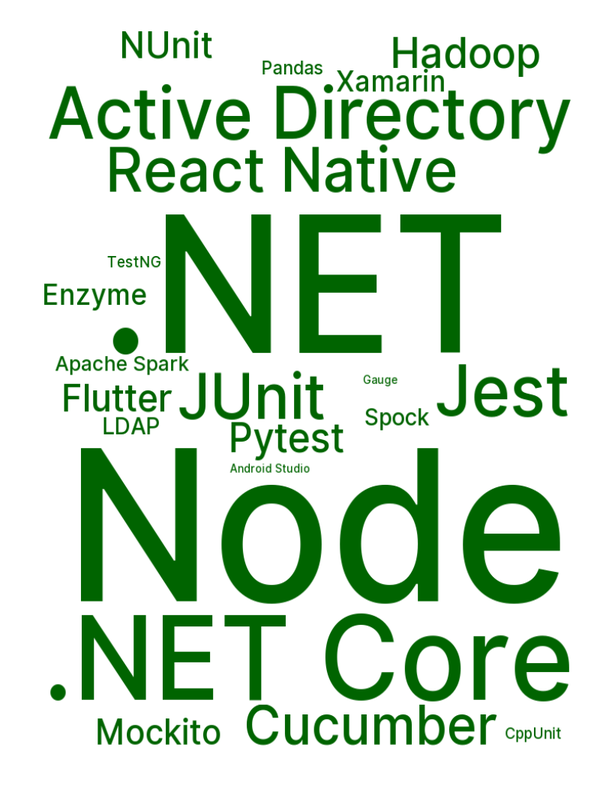 NUnit
Hadoop
Pandas
Xamarin
Active Directory
React Native
.NET
TestNG
Enzyme
Apache Spark
Flutter
JUnit
Gauge
Jest
LDAP
Spock
Pytest
Android Studio
Node
.NET Core
Mockito
Cucumber
CppUnit